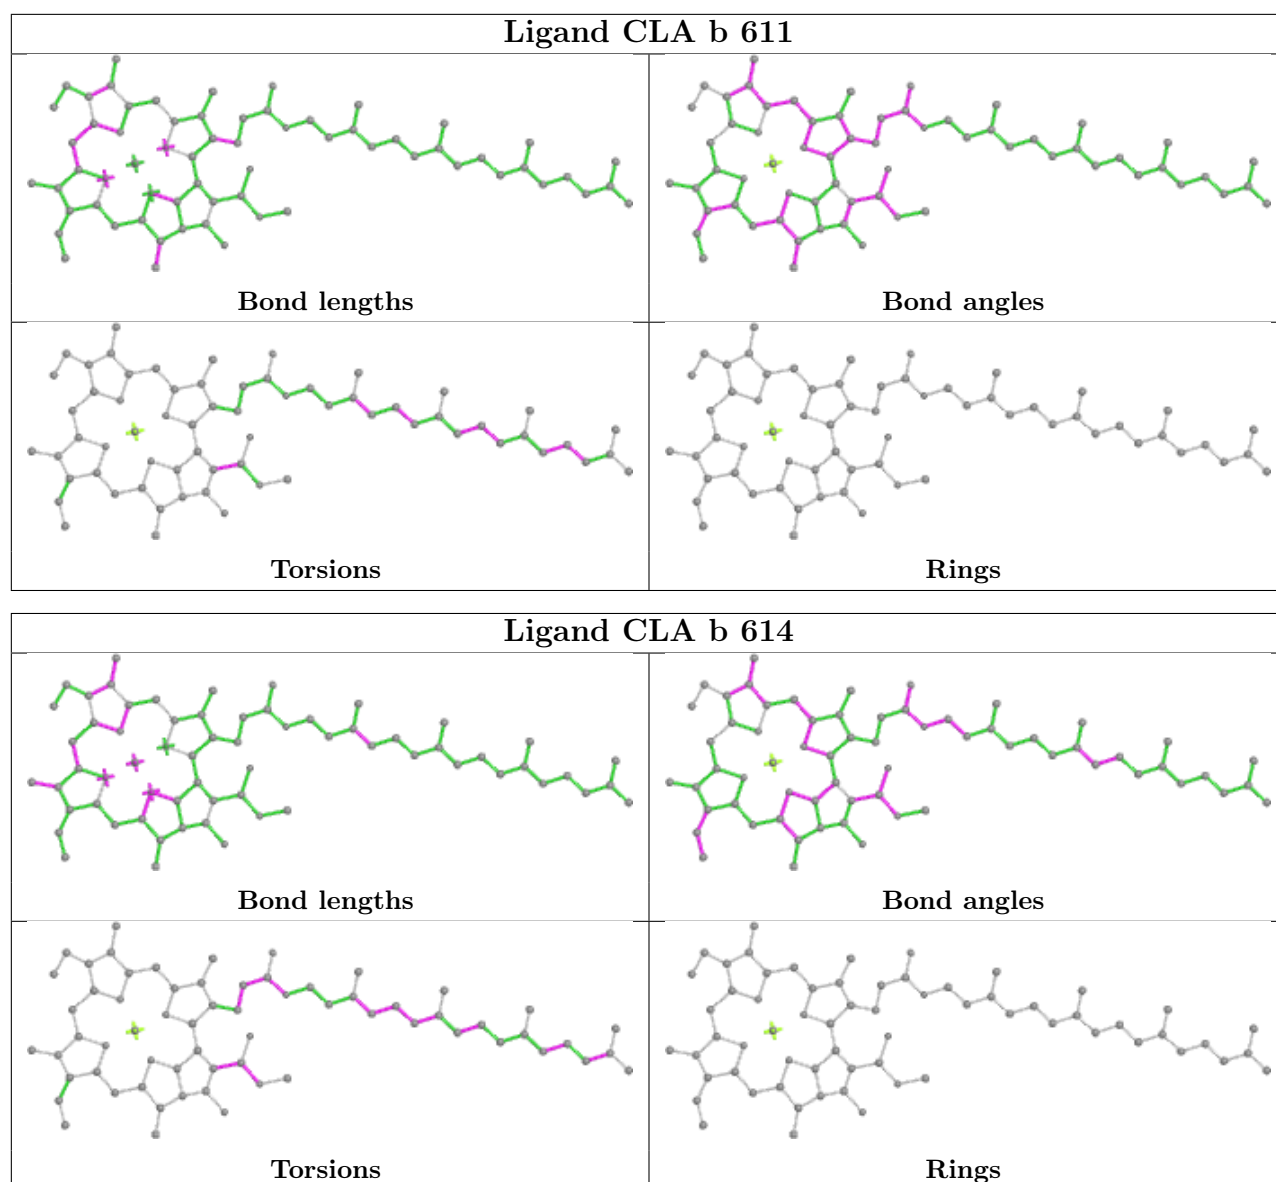 Ligand CLA b 611
Bond lengths
Bond angles
Torsions
Rings
Ligand CLA b 614
Bond lengths
Bond angles
Torsions
Rings